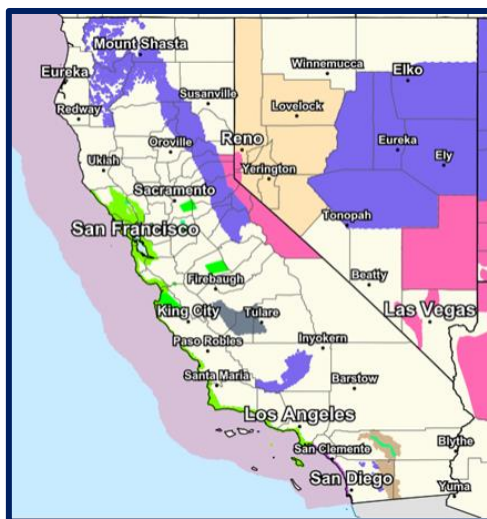 Mount Shasta
Eureka
Redway
Susanville
Winnemucca
Elko
Lovelock
Reno
Oroville
Ukiah
Eureka
Ely
Yerington
Sacramento
San Francisco
Tonopah
Firebaugh
Beatty
King City
Tulare
Las Vegas
Paso Robles
Inyokern
Santa Maria
Barstow
Los Angeles
San Clemente
Blythe
San Diego
Yuma